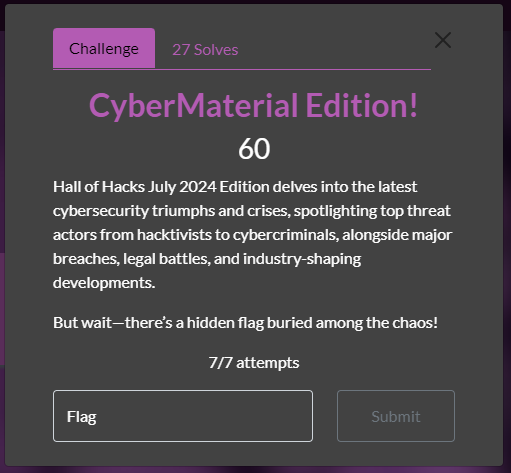 Challenge
27 Solves
CyberMaterial Edition!
60
Hall of Hacks July 2024 Edition delves into the latest
cybersecurity triumphs and crises, spotlighting top threat
actors from hacktivists to cybercriminals, alongside major
breaches, legal battles, and industry-shaping
developments.
But wait—there's a hidden flag buried among the chaos!
7/7 attempts
Flag
Submit